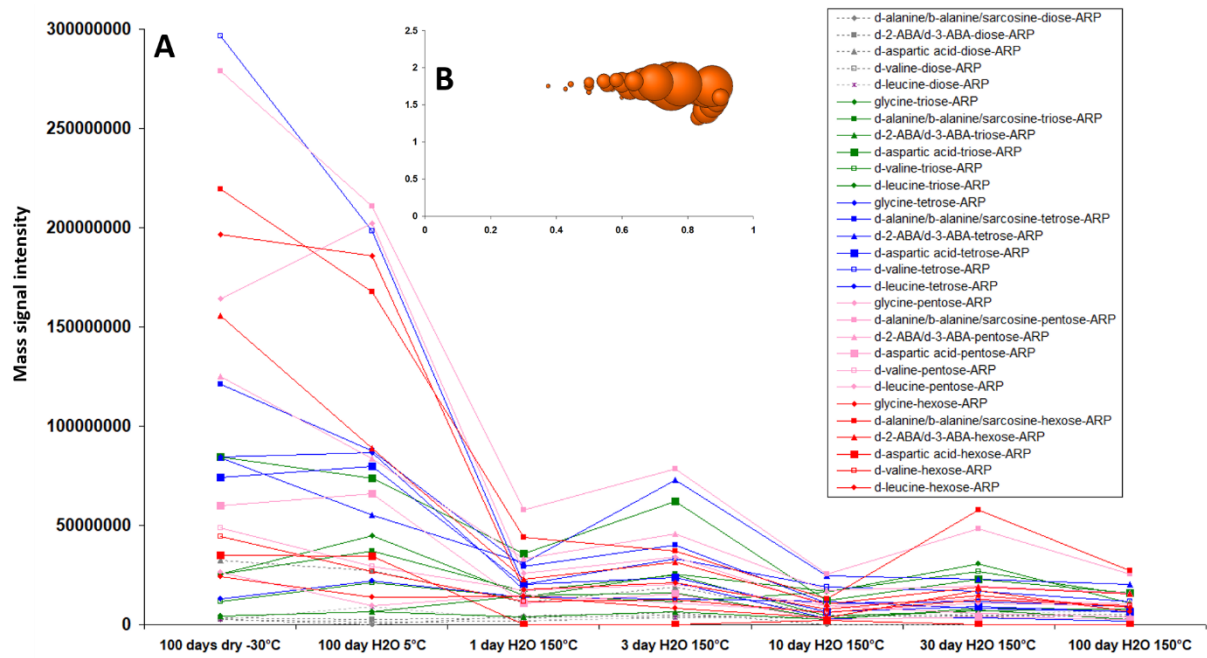 A
B
Mass signal intensity
300000000
250000000
200000000
150000000
100000000
50000000
0
100 days dry -30°C
100 day H2O 5°C
1 day H2O 150°C
3 day H2O 150°C
10 day H2O 150°C
30 day H2O 150°C
100 day H2O 150°C
2.5
2
1.5
1
0.5
0
0
0.2
0.4
0.6
0.8
1
d-alanine/b-alanine/sarcosine-diose-ARP
d-2-ABA/d-3-ABA-diose-ARP
d-aspartic acid-diose-ARP
d-valine-diose-ARP
d-leucine-diose-ARP
glycine-triose-ARP
d-alanine/b-alanine/sarcosine-triose-ARP
d-2-ABA/d-3-ABA-triose-ARP
d-aspartic acid-triose-ARP
d-valine-triose-ARP
d-leucine-triose-ARP
glycine-tetrose-ARP
d-alanine/b-alanine/sarcosine-tetrose-ARP
d-2-ABA/d-3-ABA-tetrose-ARP
d-aspartic acid-tetrose-ARP
d-valine-tetrose-ARP
d-leucine-tetrose-ARP
glycine-pentose-ARP
d-alanine/b-alanine/sarcosine-pentose-ARP
d-2-ABA/d-3-ABA-pentose-ARP
d-aspartic acid-pentose-ARP
d-valine-pentose-ARP
d-leucine-pentose-ARP
glycine-hexose-ARP
d-alanine/b-alanine/sarcosine-hexose-ARP
d-2-ABA/d-3-ABA-hexose-ARP
d-aspartic acid-hexose-ARP
d-valine-hexose-ARP
d-leucine-hexose-ARP